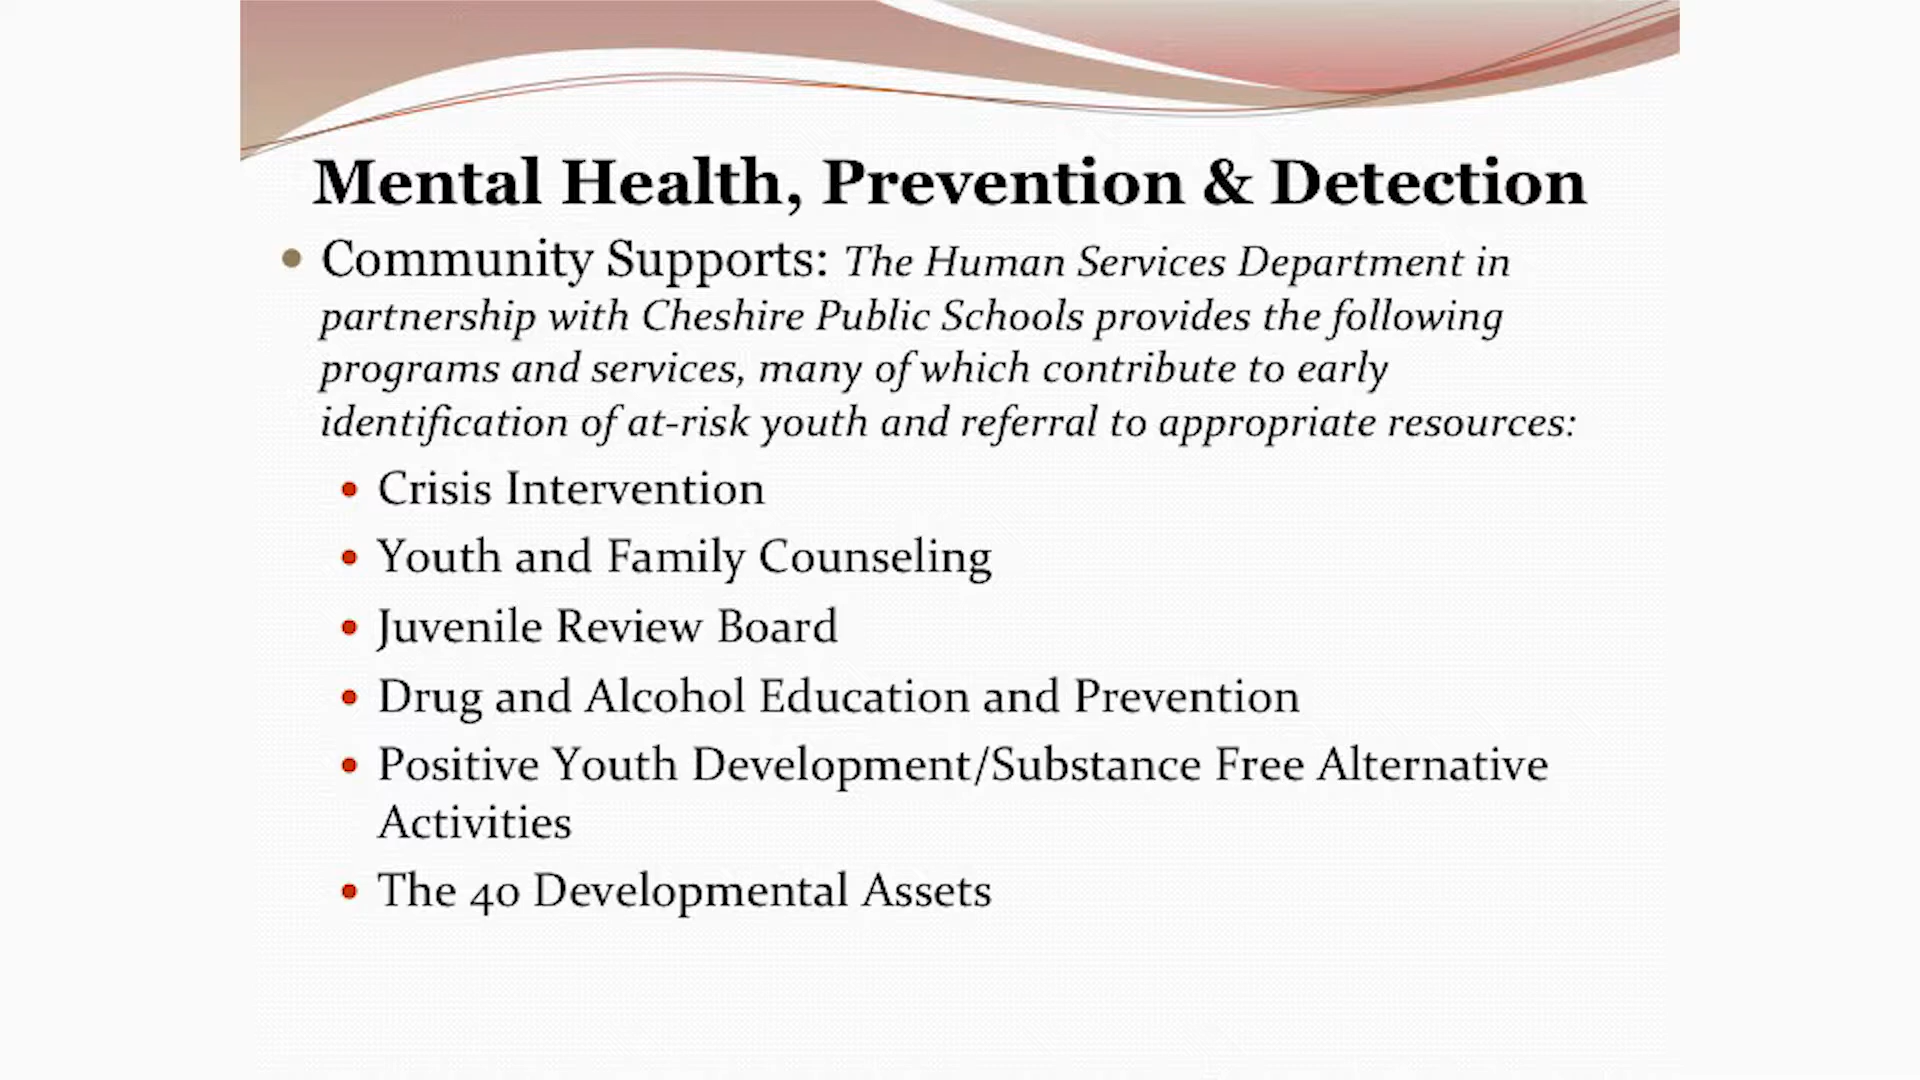 Mental Health, Prevention & Detection
Community Supports: The Human Services Department in
partnership with Cheshire Public Schools provides the following
programs and services, many of which contribute to early
identification of at-risk youth and referral to appropriate resources:
Crisis Intervention
Youth and Family Counseling
Juvenile Review Board
Drug and Alcohol Education and Prevention
Positive Youth Development/Substance Free Alternative
Activities
The 40 Developmental Assets